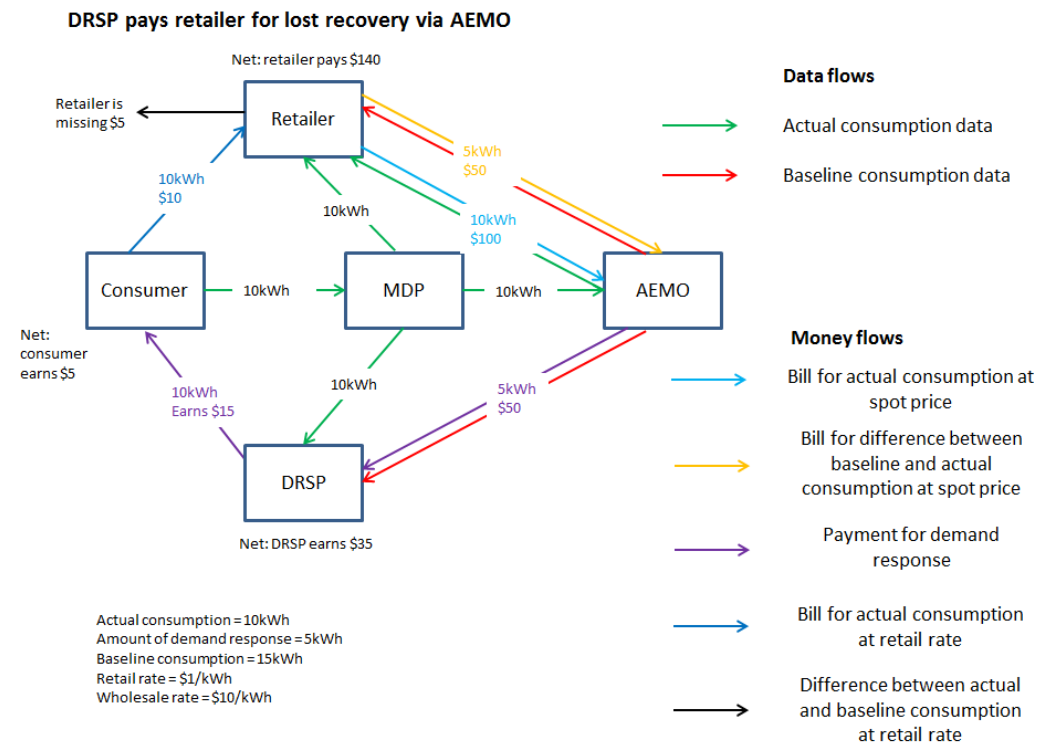 DRSP pays retailer for lost recovery via AEMO
Net: retailer pays $140
Retailer is
missing $5
Retailer
10kWh
$10
5kWh
$50
10kWh
10kWh
$100
Consumer
10kWh
MDP
10kWh
AEMO
Net:
consumer
earns $5
10kWh
Earns $15
10kWh
5kWh
$50
DRSP
Net: DRSP earns $35
Actual consumption = 10kWh
Amount of demand response = 5kWh
Baseline consumption = 15kWh
Retail rate = $1/kWh
Wholesale rate = $10/kWh
Data flows
Actual consumption data
Baseline consumption data
Money flows
Bill for actual consumption at
spot price
Bill for difference between
baseline and actual
consumption at spot price
Payment for demand
response
Bill for actual consumption
at retail rate
Difference between actual
and baseline consumption
at retail rate